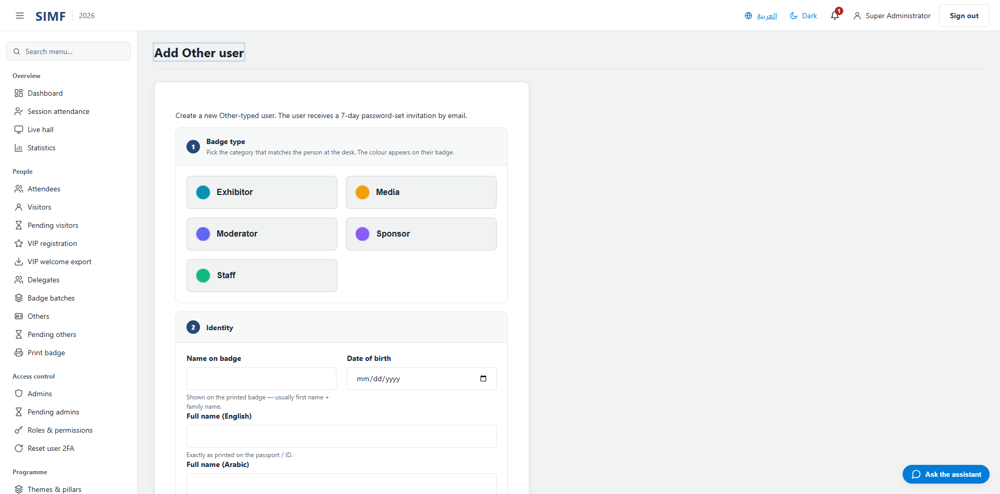 SIMF 2026
العربية
Dark
1
Super Administrator
Sign out
Search menu...
Overview
Dashboard
Session attendance
Live hall
Statistics
People
Attendees
Visitors
Pending visitors
VIP registration
VIP welcome export
Delegates
Badge batches
Others
Pending others
Print badge
Access control
Admins
Pending admins
Roles & permissions
Reset user 2FA
Programme
Themes & pillars
Add Other user
Create a new Other-typed user. The user receives a 7-day password-set invitation by email.
1
Badge type
Pick the category that matches the person at the desk. The colour appears on their badge.
Exhibitor
Media
Moderator
Sponsor
Staff
2
Identity
Name on badge
Date of birth
mm/dd/yyyy
Shown on the printed badge — usually first name +
family name.
Full name (English)
Exactly as printed on the passport / ID.
Full name (Arabic)
Ask the assistant